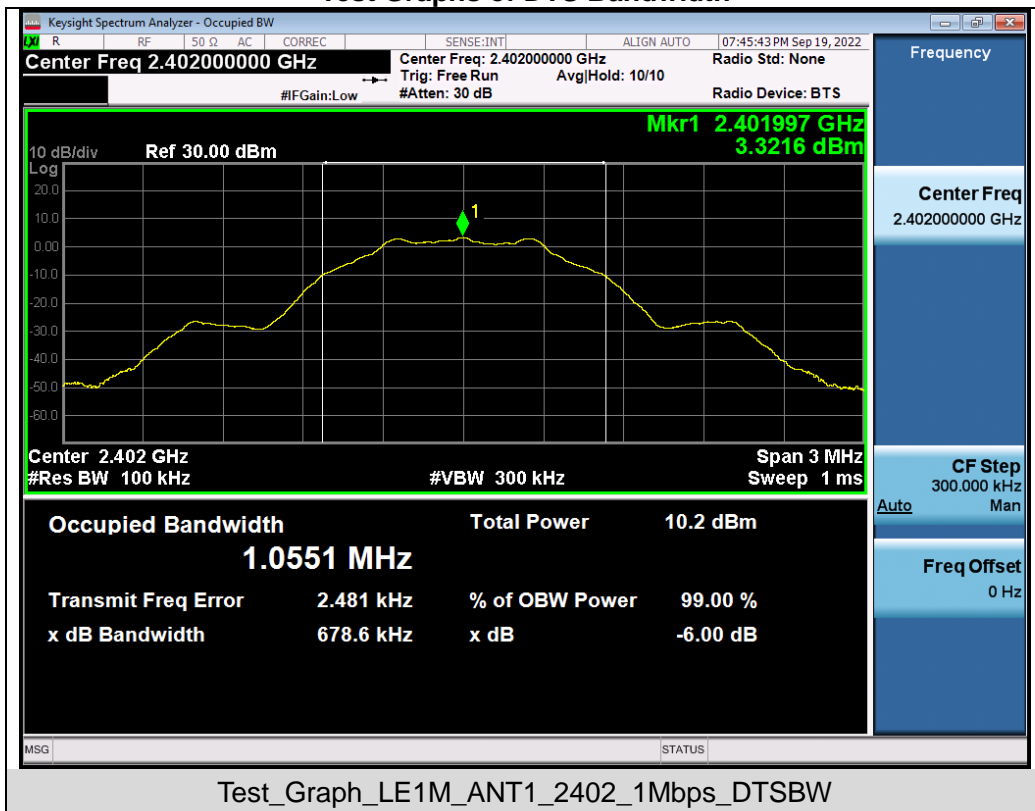 Test Graphs of DTS Bandwidth
Keysight Spectrum Analyzer - Occupied BW
LXI R RF 50 Ω AC CORREC SENSE:INT ALIGN AUTO 07:45:43 PM Sep 19, 2022
Center Freq 2.402000000 GHz
#IFGain:Low
Center Freq: 2.402000000 GHz
Trig: Free Run Avg|Hold: 10/10
#Atten: 30 dB
Radio Std: None
Radio Device: BTS
Frequency
Mkr1 2.401997 GHz
3.3216 dBm
10 dB/div Ref 30.00 dBm
Log
20.0
10.0
0.00
-10.0
-20.0
-30.0
-40.0
-50.0
-60.0
1
Center 2.402 GHz Span 3 MHz
#Res BW 100 kHz #VBW 300 kHz Sweep 1 ms
Center Freq
2.402000000 GHz
CF Step
300.000 kHz
Auto Man
Freq Offset
0 Hz
Occupied Bandwidth Total Power 10.2 dBm
1.0551 MHz
Transmit Freq Error 2.481 kHz % of OBW Power 99.00 %
x dB Bandwidth 678.6 kHz x dB -6.00 dB
MSG STATUS
Test_Graph_LE1M_ANT1_2402_1Mbps_DTSBW